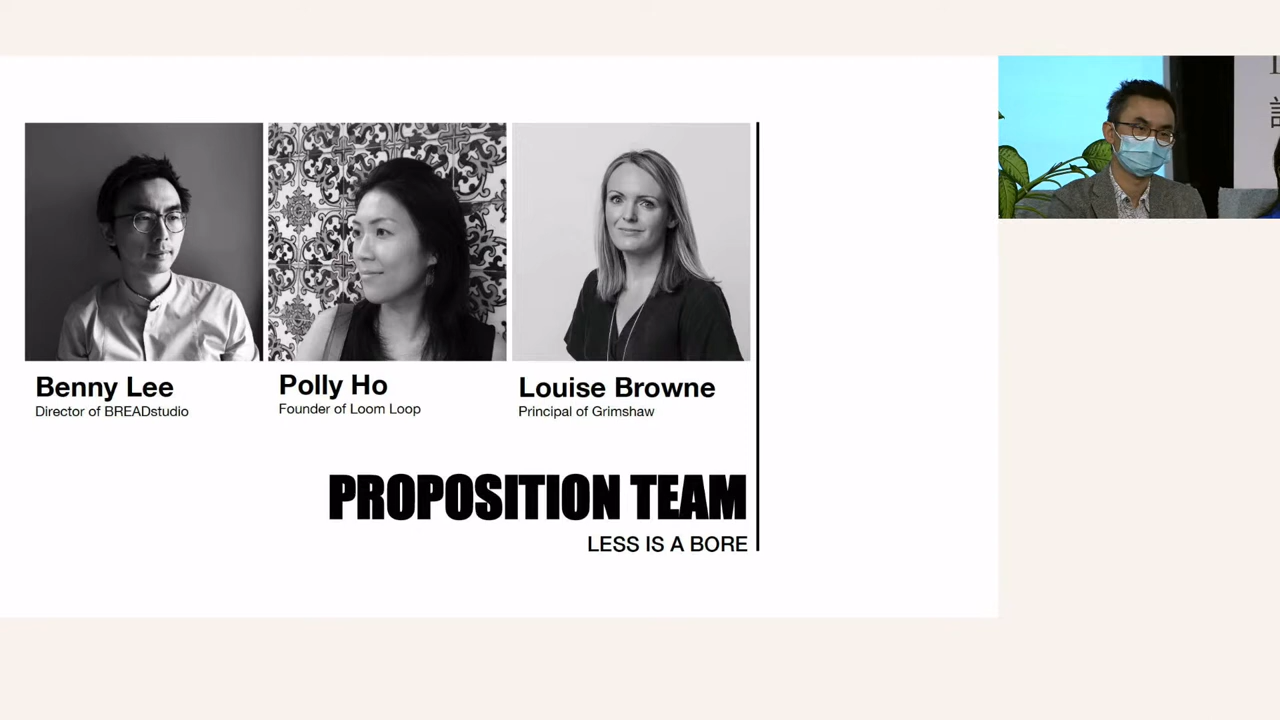 Benny Lee
Director of BREADstudio
Polly Ho
Founder of Loom Loop
Louise Browne
Principal of Grimshaw
PROPOSITION TEAM
LESS IS A BORE